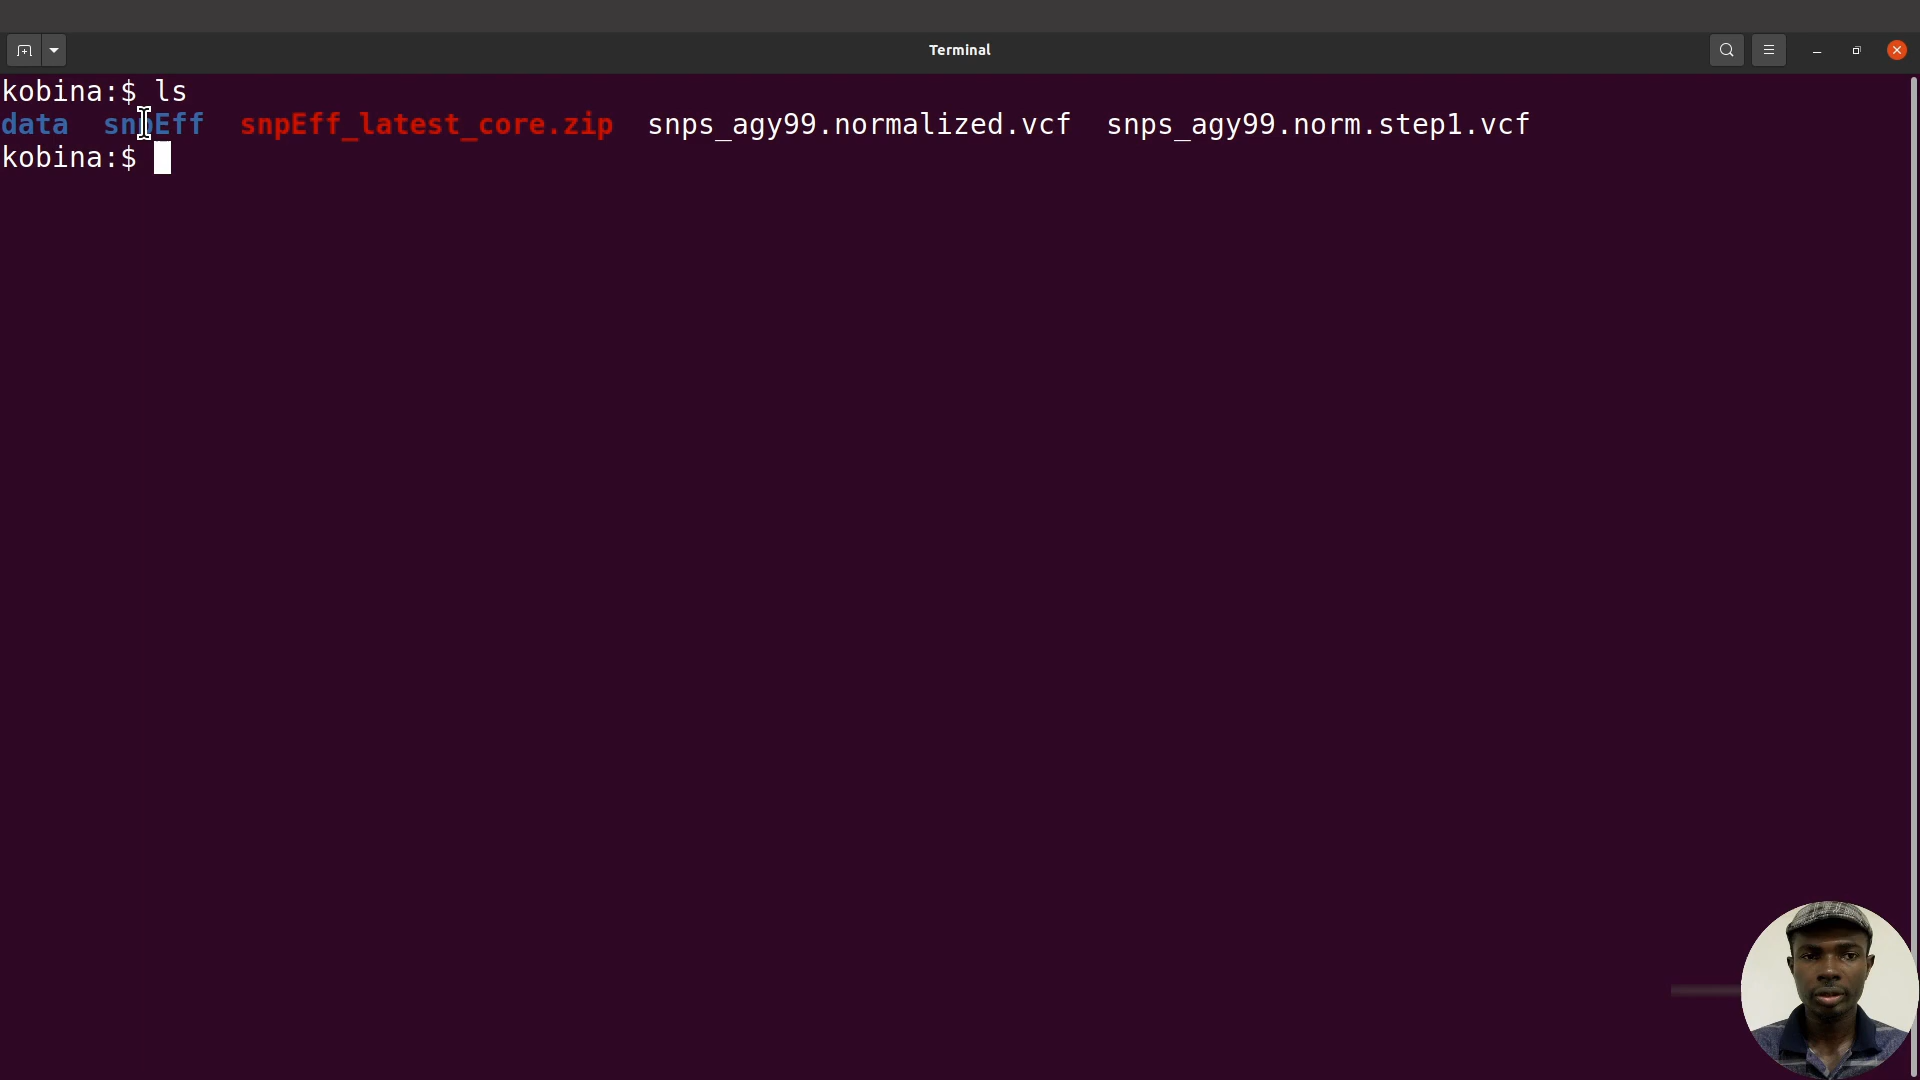 Terminal
kobina:$ ls
data  snpEff  snpEff_latest_core.zip  snps_agy99.normalized.vcf  snps_agy99.norm.step1.vcf
kobina:$